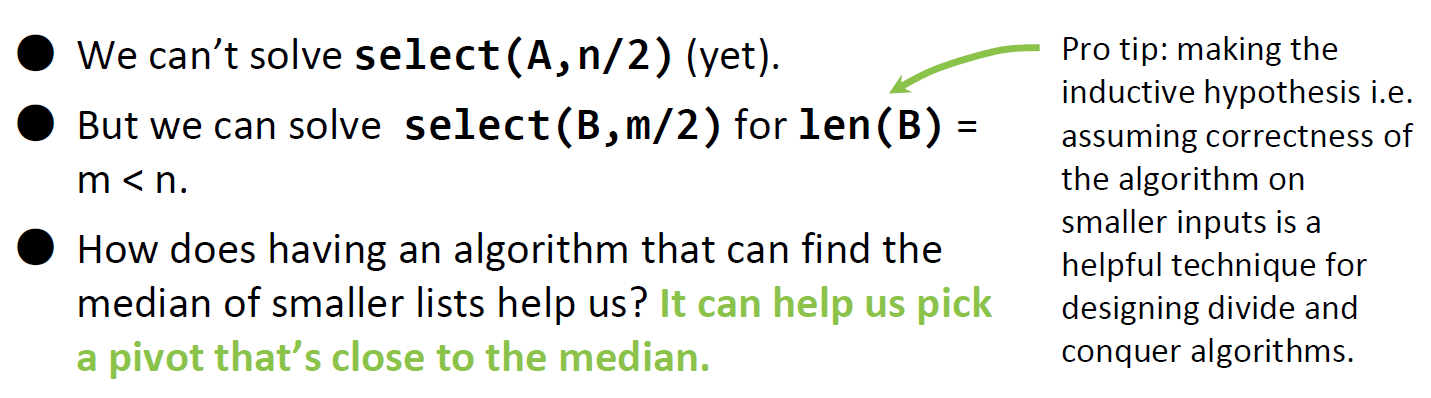 ● We can’t solve select(A,n/2) (yet).
● But we can solve select(B,m/2) for len(B) =
m < n.
● How does having an algorithm that can find the
median of smaller lists help us? It can help us pick
a pivot that’s close to the median.
Pro tip: making the
inductive hypothesis i.e.
assuming correctness of
the algorithm on
smaller inputs is a
helpful technique for
designing divide and
conquer algorithms.